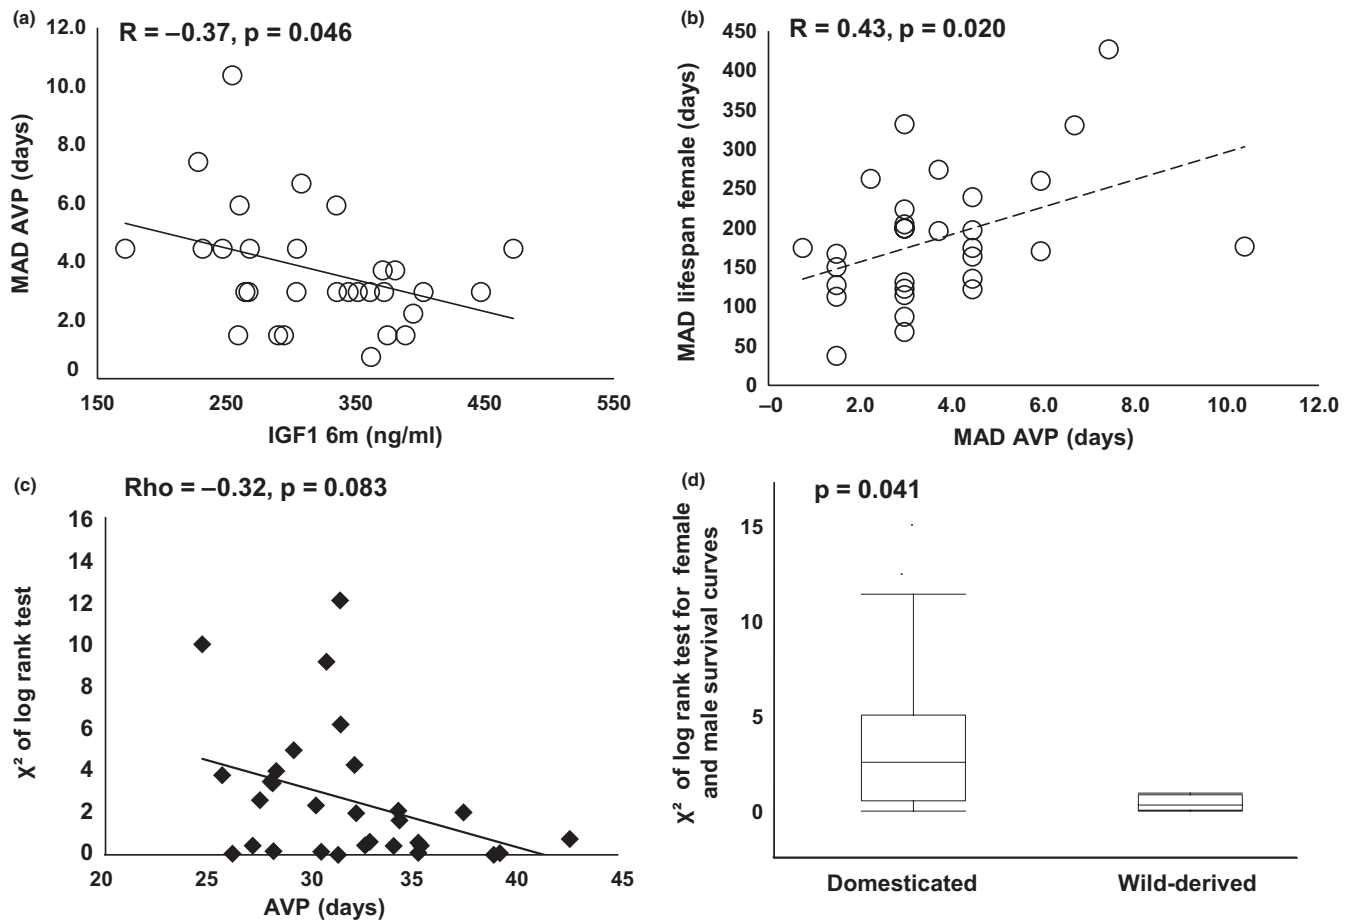 (a)
R = –0.37, p = 0.046
MAD AVP (days)
12.0
10.0
8.0
6.0
4.0
2.0
0
150 250 350 450 550
IGF1 6m (ng/ml)
(b)
R = 0.43, p = 0.020
MAD lifespan female (days)
450
400
350
300
250
200
150
100
50
0
–0 2.0 4.0 6.0 8.0 10.0 12.0
MAD AVP (days)
(c)
Rho = –0.32, p = 0.083
χ² of log rank test
16
14
12
10
8
6
4
2
0
20 25 30 35 40 45
AVP (days)
(d)
p = 0.041
χ² of log rank test for female
and male survival curves
15
10
5
0
Domesticated Wild-derived